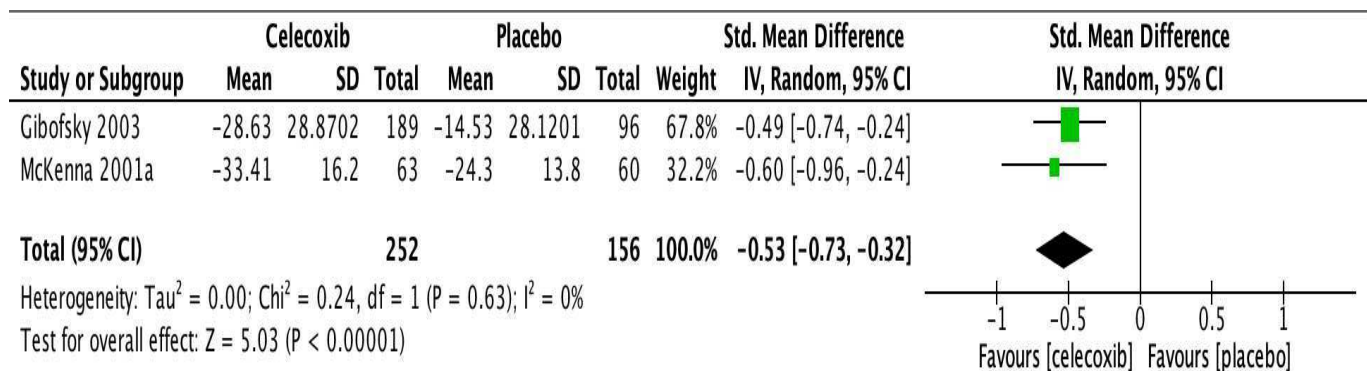 Celecoxib Placebo Std. Mean Difference Std. Mean Difference
Study or Subgroup Mean SD Total Mean SD Total Weight IV, Random, 95% CI IV, Random, 95% CI
Gibofsky 2003 −28.63 28.8702 189 −14.53 28.1201 96 67.8% −0.49 [−0.74, −0.24]
McKenna 2001a −33.41 16.2 63 −24.3 13.8 60 32.2% −0.60 [−0.96, −0.24]
Total (95% CI) 252 156 100.0% −0.53 [−0.73, −0.32]
Heterogeneity: Tau² = 0.00; Chi² = 0.24, df = 1 (P = 0.63); I² = 0%
Test for overall effect: Z = 5.03 (P < 0.00001)
−1 −0.5 0 0.5 1
Favours [celecoxib] Favours [placebo]